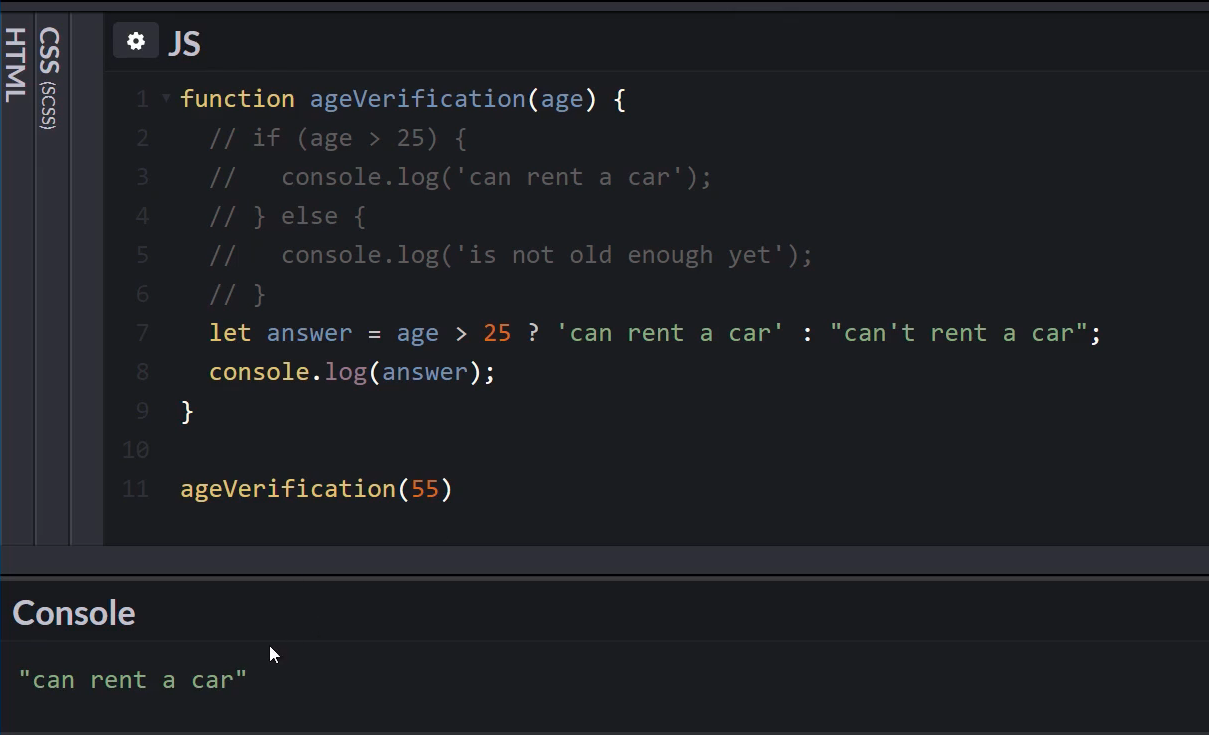 HTML
CSS (SCSS)
JS
1 function ageVerification(age) {
2   // if (age > 25) {
3   //   console.log('can rent a car');
4   // } else {
5   //   console.log('is not old enough yet');
6   // }
7   let answer = age > 25 ? 'can rent a car' : "can't rent a car";
8   console.log(answer);
9 }
10
11 ageVerification(55)
Console
"can rent a car"